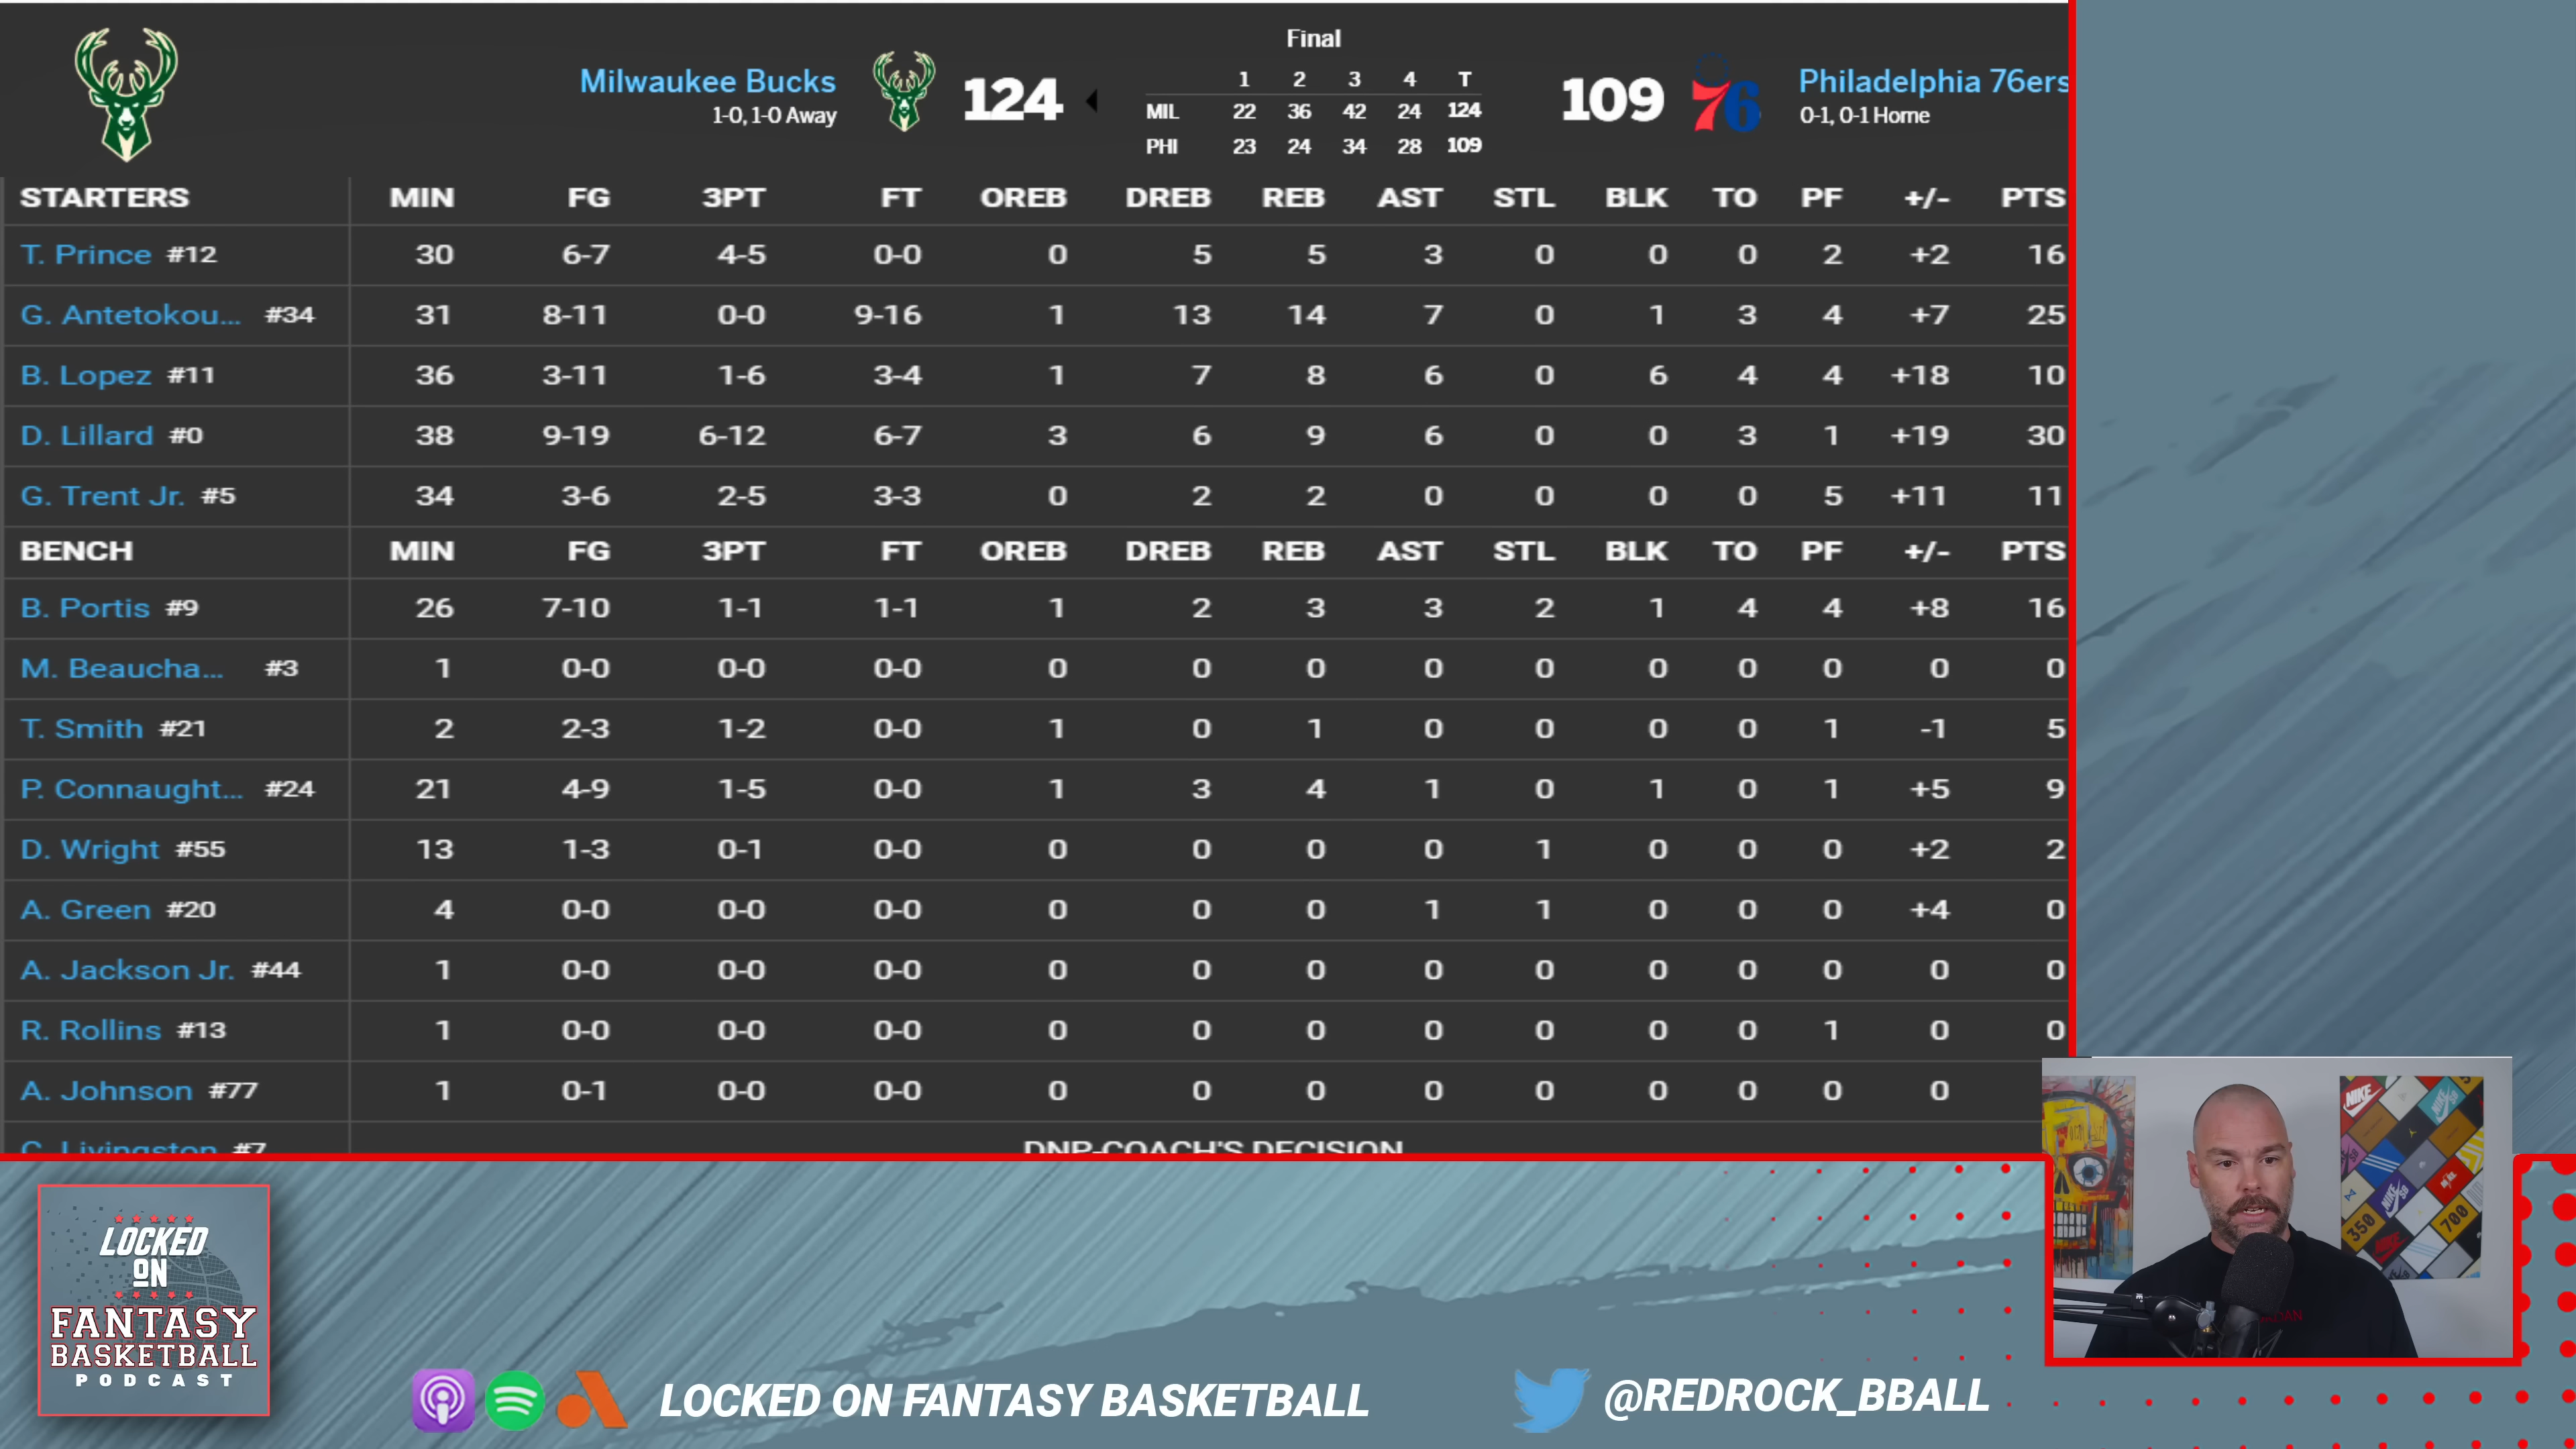 Final
Milwaukee Bucks
1-0, 1-0 Away
124
1 2 3 4 T
MIL 22 36 42 24 124
PHI 23 24 34 28 109
109
76
Philadelphia 76ers
0-1, 0-1 Home
STARTERS MIN FG 3PT FT OREB DREB REB AST STL BLK TO PF +/- PTS
T. Prince #12 30 6-7 4-5 0-0 0 5 5 3 0 0 0 2 +2 16
G. Antetokou... #34 31 8-11 0-0 9-16 1 13 14 7 0 1 3 4 +7 25
B. Lopez #11 36 3-11 1-6 3-4 1 7 8 6 0 6 4 4 +18 10
D. Lillard #0 38 9-19 6-12 6-7 3 6 9 6 0 0 3 1 +19 30
G. Trent Jr. #5 34 3-6 2-5 3-3 0 2 2 0 0 0 0 5 +11 11
BENCH MIN FG 3PT FT OREB DREB REB AST STL BLK TO PF +/- PTS
B. Portis #9 26 7-10 1-1 1-1 1 2 3 3 2 1 4 4 +8 16
M. Beaucha... #3 1 0-0 0-0 0-0 0 0 0 0 0 0 0 0 0 0
T. Smith #21 2 2-3 1-2 0-0 1 0 1 0 0 0 0 1 -1 5
P. Connaught... #24 21 4-9 1-5 0-0 1 3 4 1 0 1 0 1 +5 9
D. Wright #55 13 1-3 0-1 0-0 0 0 0 0 1 0 0 0 +2 2
A. Green #20 4 0-0 0-0 0-0 0 0 0 1 1 0 0 0 +4 0
A. Jackson Jr. #44 1 0-0 0-0 0-0 0 0 0 0 0 0 0 0 0 0
R. Rollins #13 1 0-0 0-0 0-0 0 0 0 0 0 0 0 1 0 0
A. Johnson #77 1 0-1 0-0 0-0 0 0 0 0 0 0 0 0 0
C. Livingston #7 DNP-COACH'S DECISION
LOCKED
ON
FANTASY
BASKETBALL
PODCAST
LOCKED ON FANTASY BASKETBALL
@REDROCK_BBALL
NIKE
NIKE
350
700